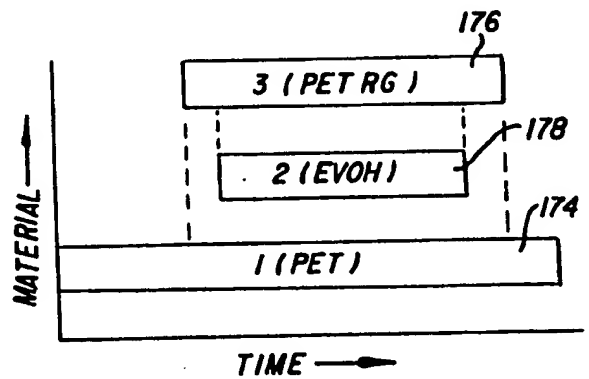 176
3 (PET RG)
178
2 (EVOH)
174
1 (PET)
MATERIAL
TIME